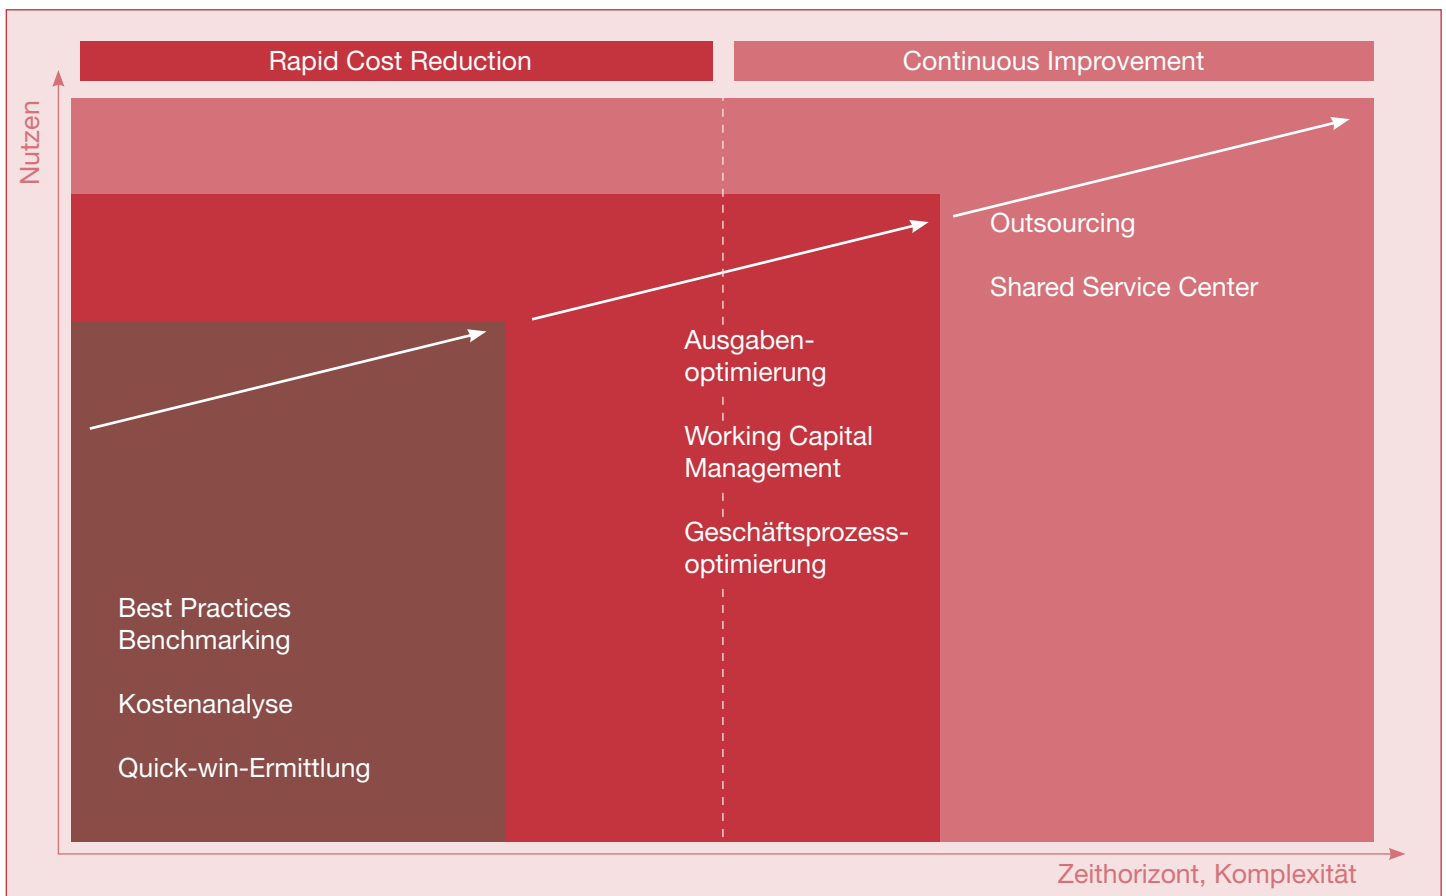 Rapid Cost Reduction
Continuous Improvement
Nutzen
Outsourcing
Shared Service Center
Ausgaben-
optimierung
Working Capital
Management
Geschäftsprozess-
optimierung
Best Practices
Benchmarking
Kostenanalyse
Quick-win-Ermittlung
Zeithorizont, Komplexität